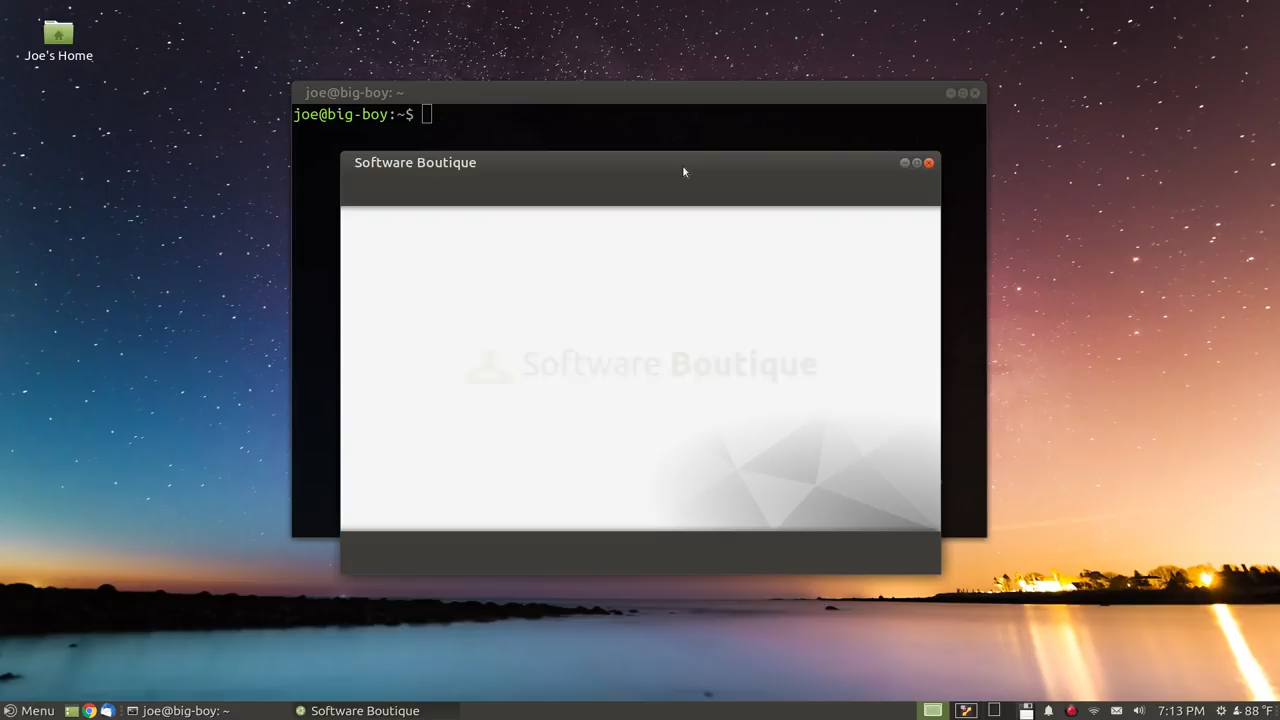 Joe's Home
joe@big-boy: ~
joe@big-boy:~$
Software Boutique
Software Boutique
Menu
joe@big-boy: ~
Software Boutique
7:13 PM
88 °F